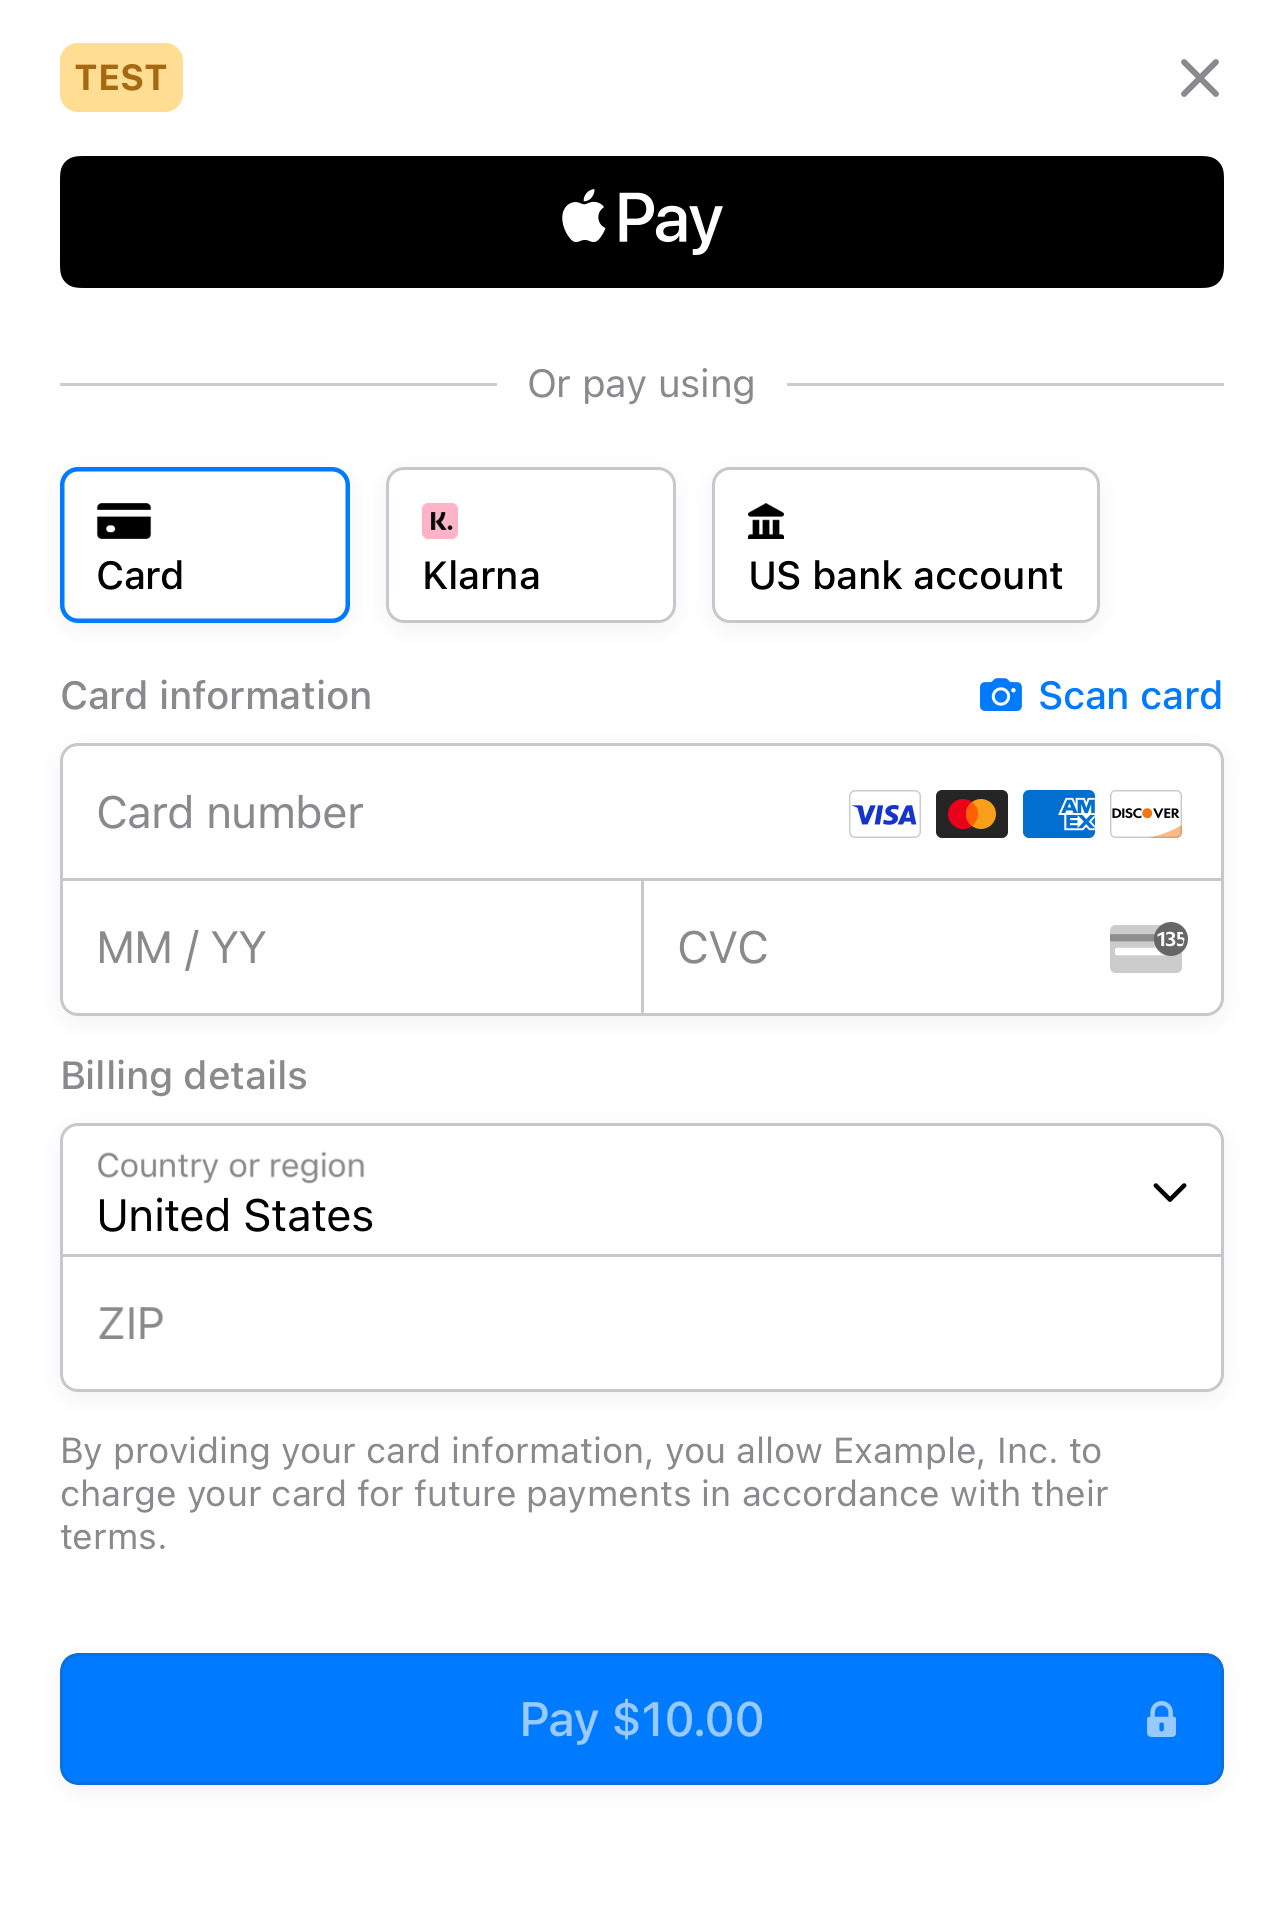 TEST
Pay
Or pay using
K.
Card
Klarna
US bank account
Card information
Scan card
Card number
VISA
AM
EX
DISCOVER
MM / YY
CVC
135
Billing details
Country or region
United States
ZIP
By providing your card information, you allow Example, Inc. to
charge your card for future payments in accordance with their
terms.
Pay $10.00